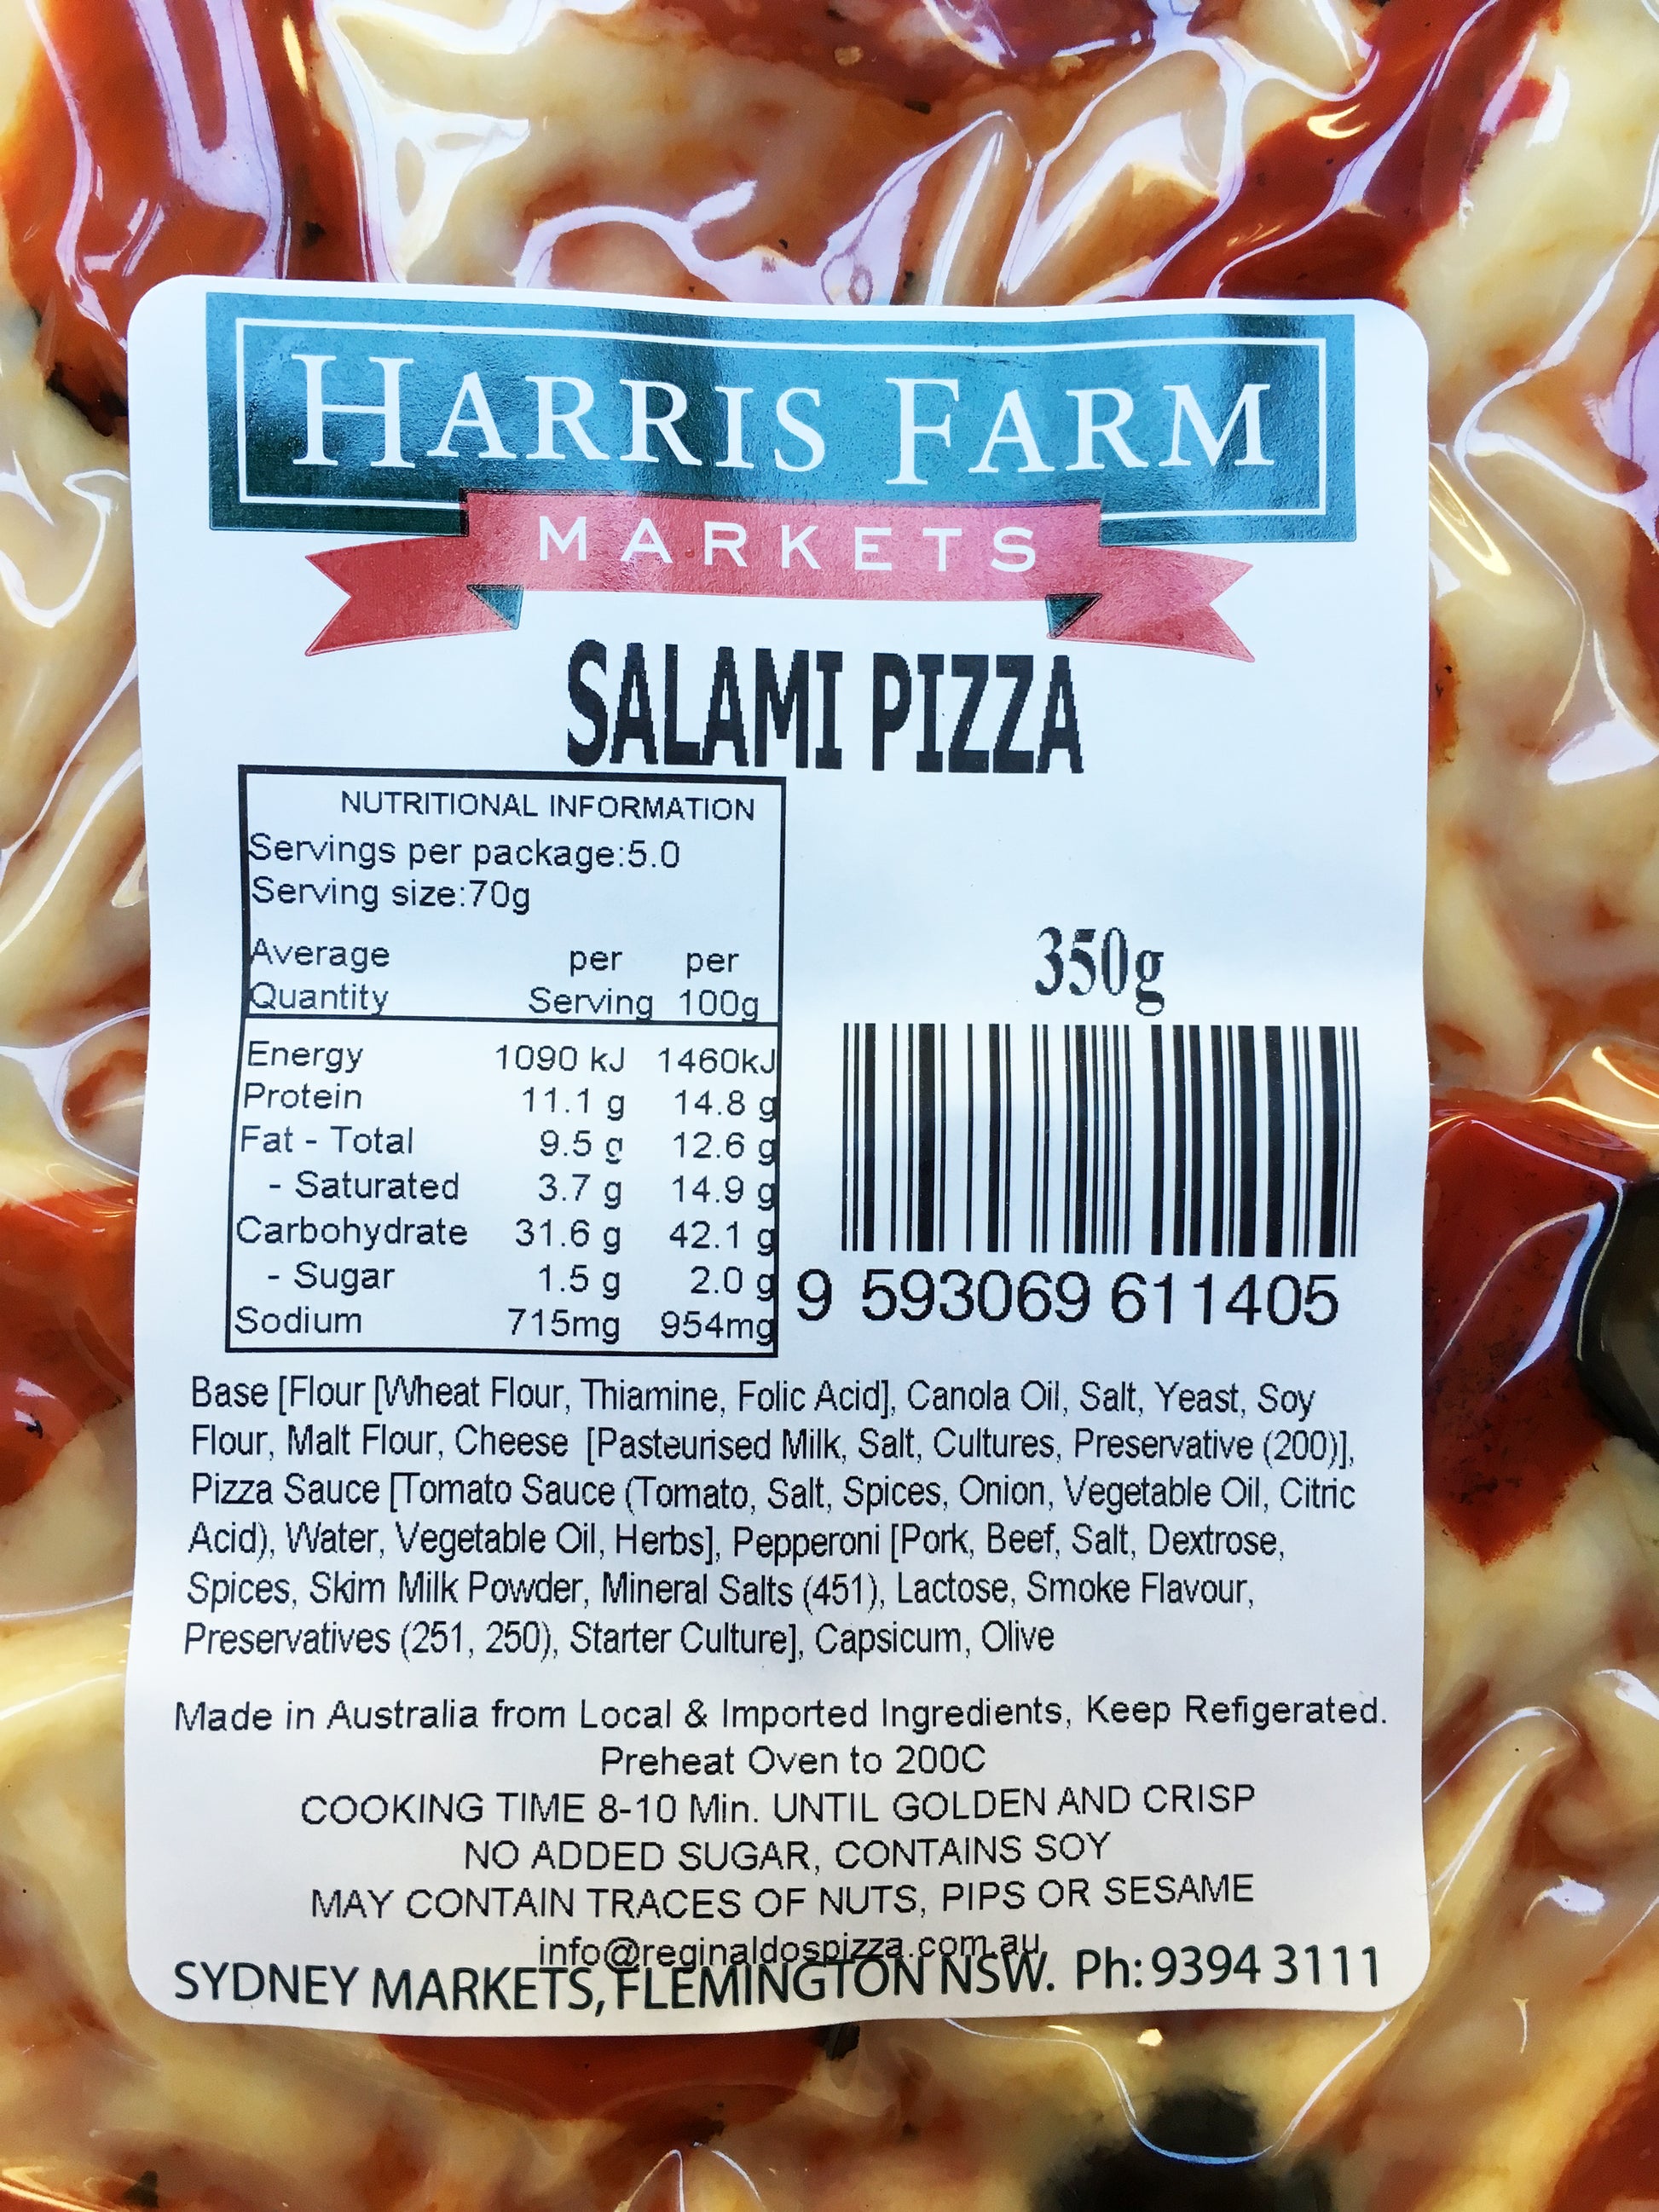 HARRIS FARM
MARKETS
SALAMI PIZZA
NUTRITIONAL INFORMATION
Servings per package:5.0
Serving size:70g
Average per per
Quantity Serving 100g
Energy 1090 kJ 1460kJ
Protein 11.1 g 14.8 g
Fat - Total 9.5 g 12.6 g
- Saturated 3.7 g 14.9 g
Carbohydrate 31.6 g 42.1 g
- Sugar 1.5 g 2.0 g
Sodium 715mg 954mg
350g
9 593069 611405
Base [Flour [Wheat Flour, Thiamine, Folic Acid], Canola Oil, Salt, Yeast, Soy
Flour, Malt Flour, Cheese [Pasteurised Milk, Salt, Cultures, Preservative (200)],
Pizza Sauce [Tomato Sauce (Tomato, Salt, Spices, Onion, Vegetable Oil, Citric
Acid), Water, Vegetable Oil, Herbs], Pepperoni [Pork, Beef, Salt, Dextrose,
Spices, Skim Milk Powder, Mineral Salts (451), Lactose, Smoke Flavour,
Preservatives (251, 250), Starter Culture], Capsicum, Olive
Made in Australia from Local & Imported Ingredients, Keep Refigerated.
Preheat Oven to 200C
COOKING TIME 8-10 Min. UNTIL GOLDEN AND CRISP
NO ADDED SUGAR, CONTAINS SOY
MAY CONTAIN TRACES OF NUTS, PIPS OR SESAME
info@reginaldospizza.com.au
SYDNEY MARKETS, FLEMINGTON NSW. Ph: 9394 3111